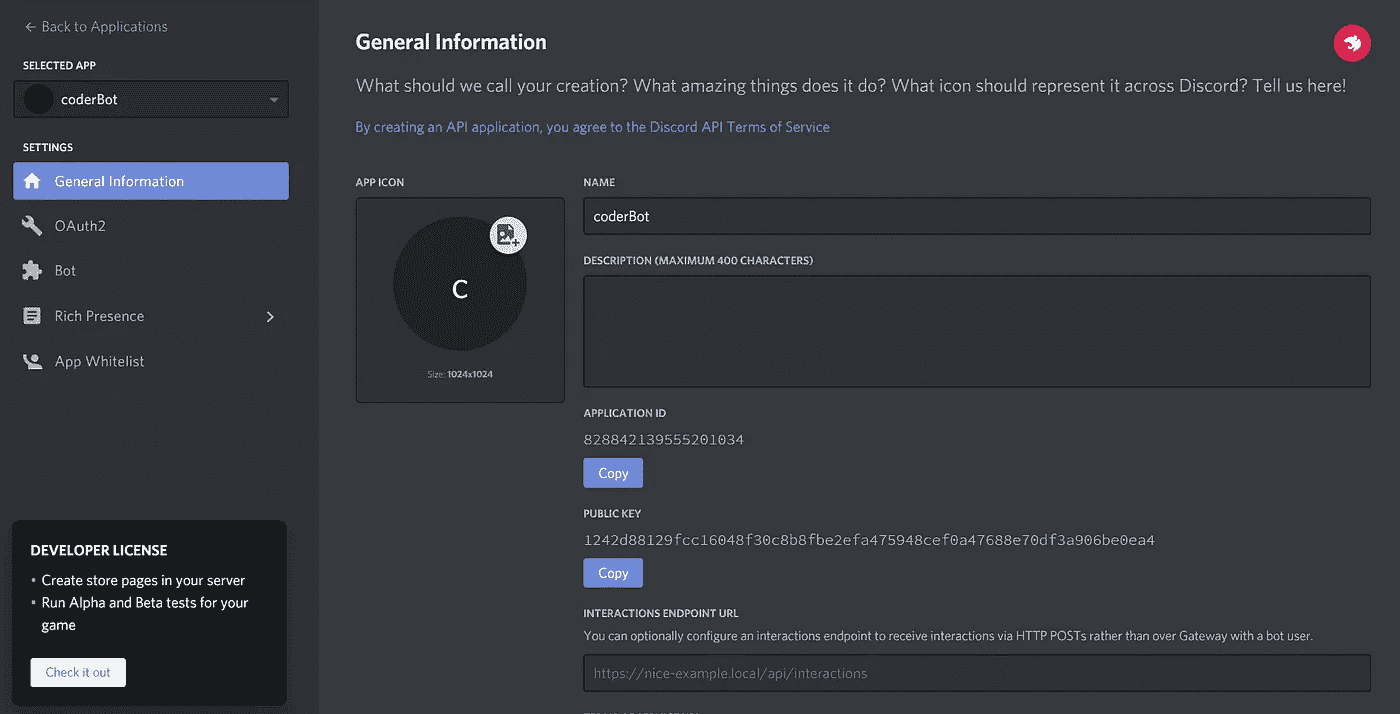 ← Back to Applications
SELECTED APP
coderBot
SETTINGS
General Information
OAuth2
Bot
Rich Presence
App Whitelist
DEVELOPER LICENSE
• Create store pages in your server
• Run Alpha and Beta tests for your
game
Check it out
General Information
What should we call your creation? What amazing things does it do? What icon should represent it across Discord? Tell us here!
By creating an API application, you agree to the Discord API Terms of Service
APP ICON
C
Size: 1024x1024
NAME
coderBot
DESCRIPTION (MAXIMUM 400 CHARACTERS)
APPLICATION ID
828842139555201034
Copy
PUBLIC KEY
1242d88129fcc16048f30c8b8fbe2efa475948cef0a47688e70df3a906be0ea4
Copy
INTERACTIONS ENDPOINT URL
You can optionally configure an interactions endpoint to receive interactions via HTTP POSTs rather than over Gateway with a bot user.
https://nice-example.local/api/interactions